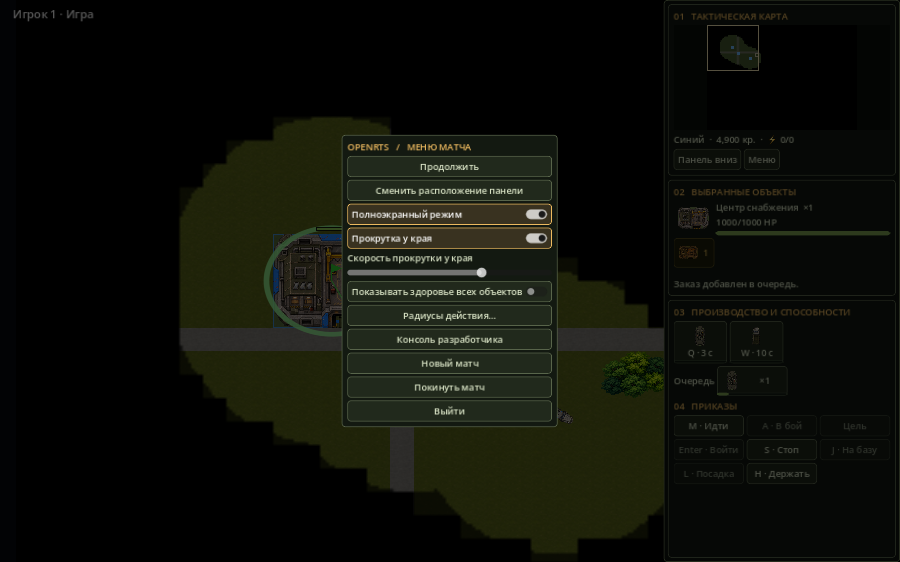 Игрок 1 · Игра
OPENRTS / МЕНЮ МАТЧА
Продолжить
Сменить расположение панели
Полноэкранный режим
Прокрутка у края
Скорость прокрутки у края
Показывать здоровье всех объектов
Радиусы действия...
Консоль разработчика
Новый матч
Покинуть матч
Выйти
01 ТАКТИЧЕСКАЯ КАРТА
Синий · 4,900 кр. · ⚡ 0/0
Панель вниз Меню
02 ВЫБРАННЫЕ ОБЪЕКТЫ
Центр снабжения ×1
1000/1000 HP
1
Заказ добавлен в очередь.
03 ПРОИЗВОДСТВО И СПОСОБНОСТИ
Q · 3 с W · 10 с
Очередь ×1
04 ПРИКАЗЫ
M · Идти A · В бой Цель
Enter · Войти S · Стоп J · На базу
L · Посадка H · Держать